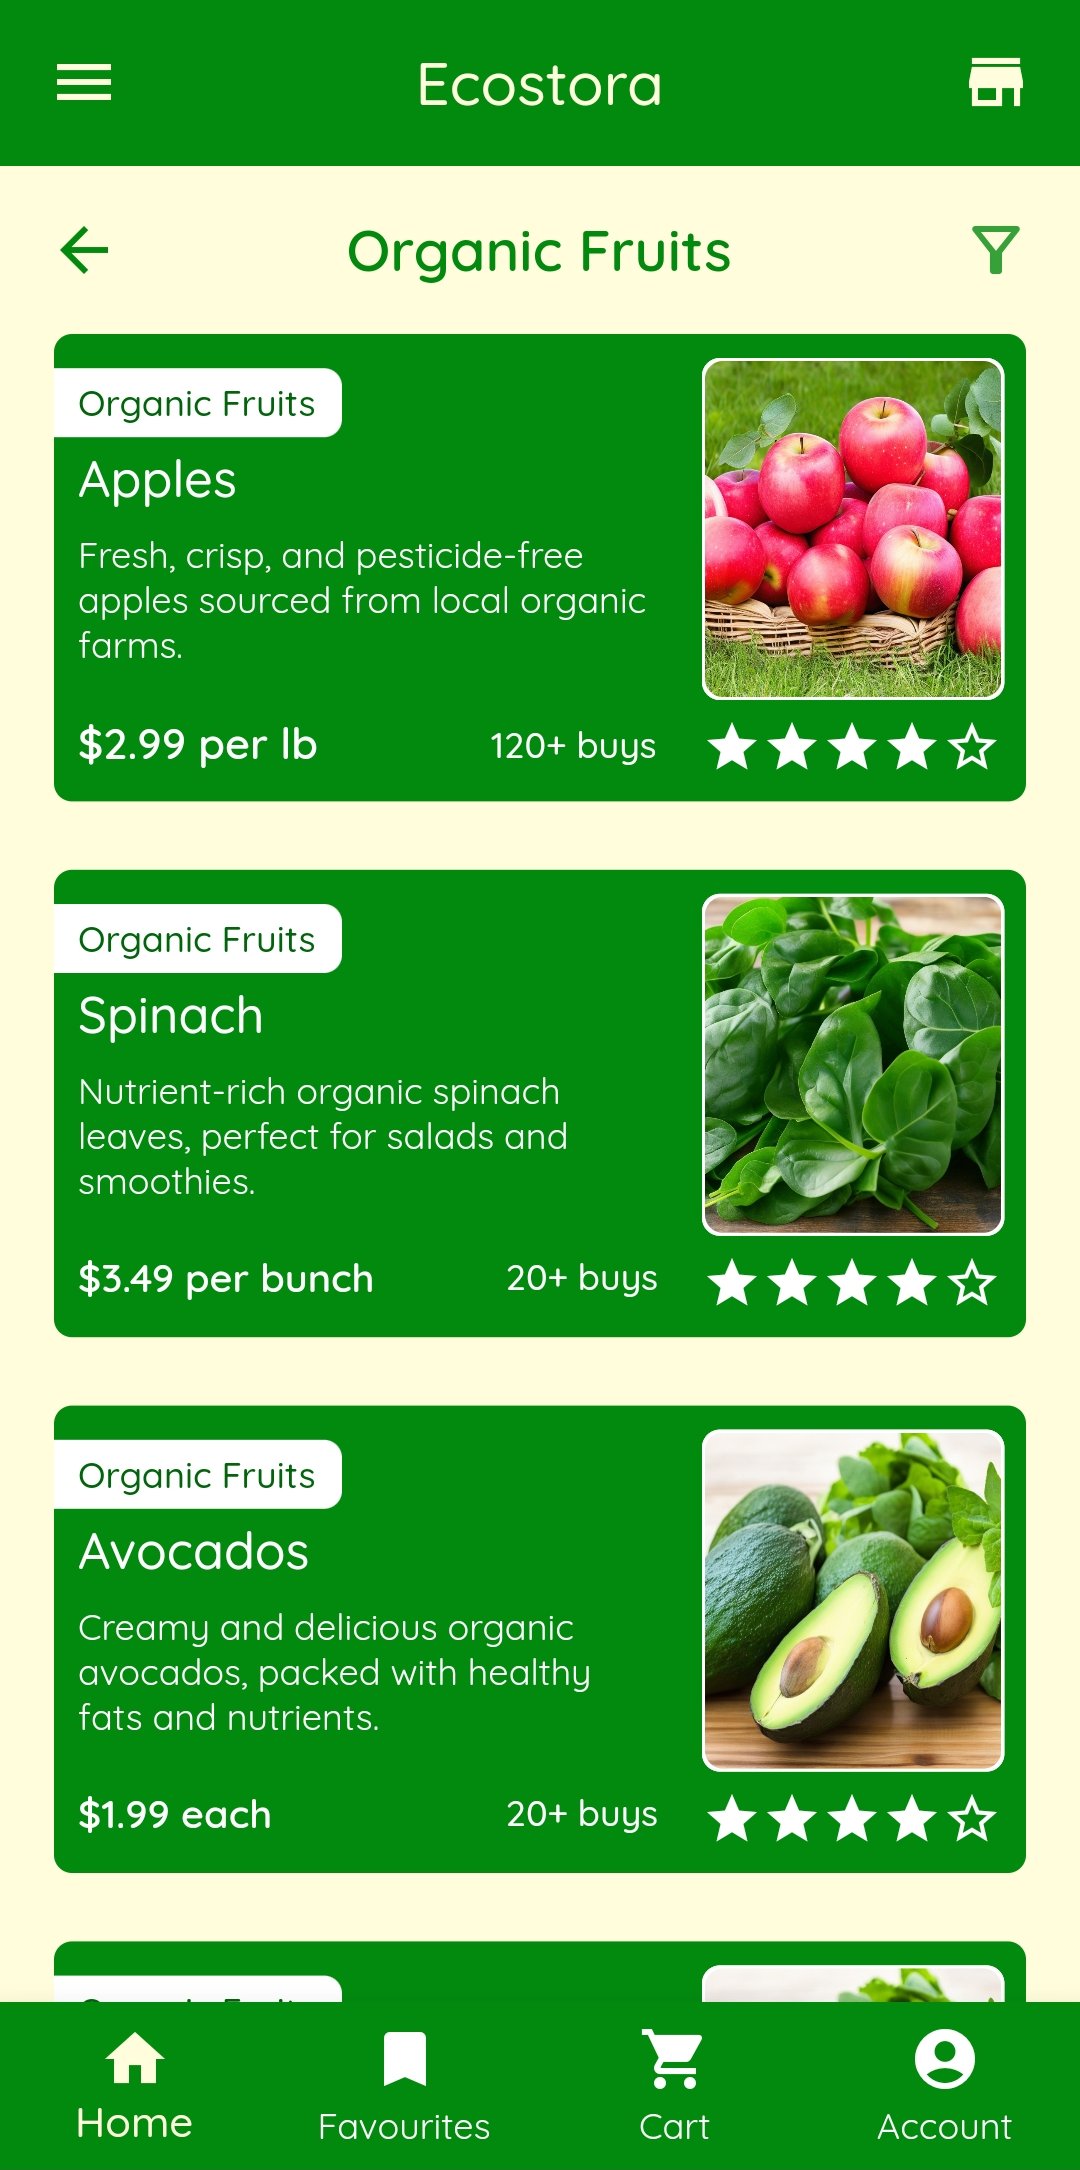 Ecostora
Organic Fruits
Organic Fruits
Apples
Fresh, crisp, and pesticide-free
apples sourced from local organic
farms.
$2.99 per lb
120+ buys
Organic Fruits
Spinach
Nutrient-rich organic spinach
leaves, perfect for salads and
smoothies.
$3.49 per bunch
20+ buys
Organic Fruits
Avocados
Creamy and delicious organic
avocados, packed with healthy
fats and nutrients.
$1.99 each
20+ buys
Home
Favourites
Cart
Account